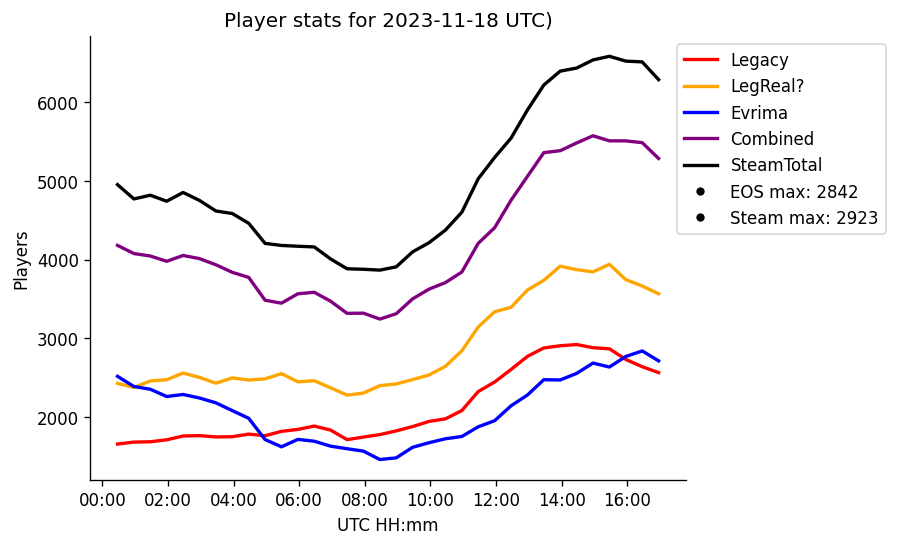 Player stats for 2023-11-18 UTC)
Legacy
LegReal?
Evrima
Combined
SteamTotal
EOS max: 2842
Steam max: 2923
Players
6000
5000
4000
3000
2000
00:00 02:00 04:00 06:00 08:00 10:00 12:00 14:00 16:00
UTC HH:mm